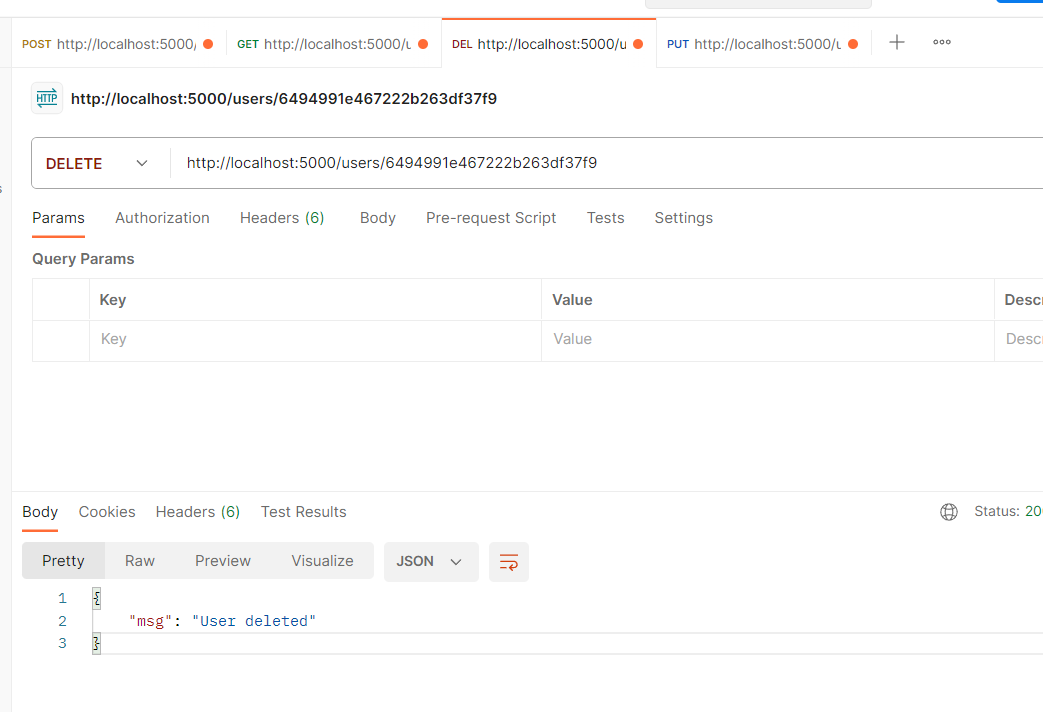 POST http://localhost:5000/ GET http://localhost:5000/u DEL http://localhost:5000/u PUT http://localhost:5000/u
HTTP http://localhost:5000/users/6494991e467222b263df37f9
DELETE http://localhost:5000/users/6494991e467222b263df37f9
Params Authorization Headers (6) Body Pre-request Script Tests Settings
Query Params
Key Value Descr
Key Value Descr
Body Cookies Headers (6) Test Results Status: 20
Pretty Raw Preview Visualize JSON
1 {
2 "msg": "User deleted"
3 }